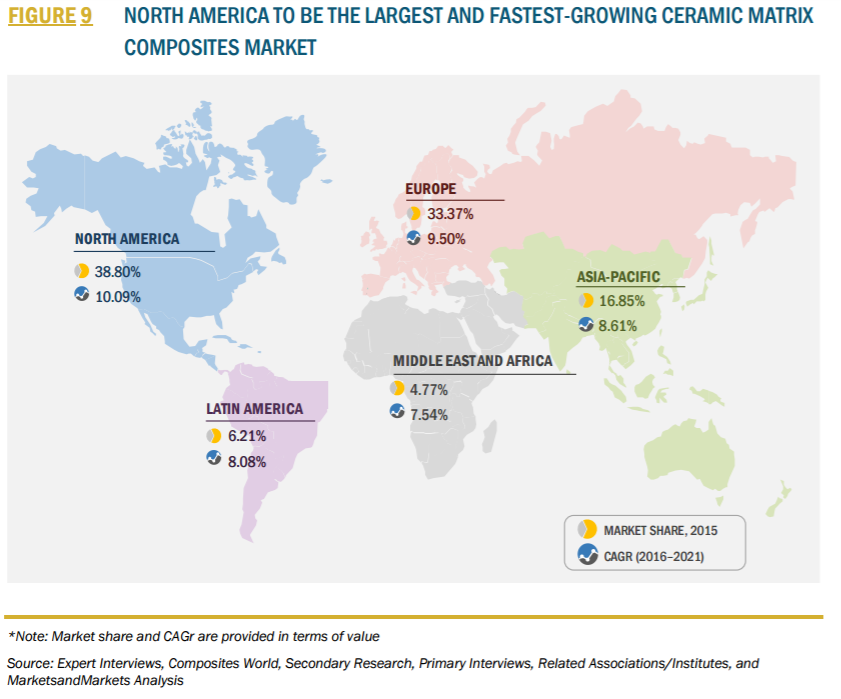 FIGURE 9 NORTH AMERICA TO BE THE LARGEST AND FASTEST-GROWING CERAMIC MATRIX
COMPOSITES MARKET
EUROPE
33.37%
9.50%
NORTH AMERICA
38.80%
10.09%
ASIA-PACIFIC
16.85%
8.61%
MIDDLE EAST AND AFRICA
4.77%
7.54%
LATIN AMERICA
6.21%
8.08%
MARKET SHARE, 2015
CAGR (2016–2021)
*Note: Market share and CAGr are provided in terms of value
Source: Expert Interviews, Composites World, Secondary Research, Primary Interviews, Related Associations/Institutes, and
MarketsandMarkets Analysis